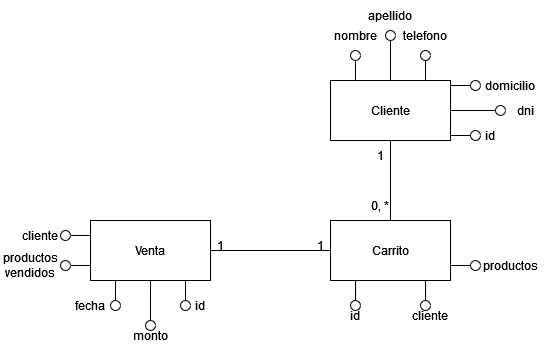 apellido
nombre
telefono
domicilio
Cliente
dni
id
1
0, *
cliente
Venta
1
1
Carrito
productos
vendidos
productos
fecha
id
id
cliente
monto